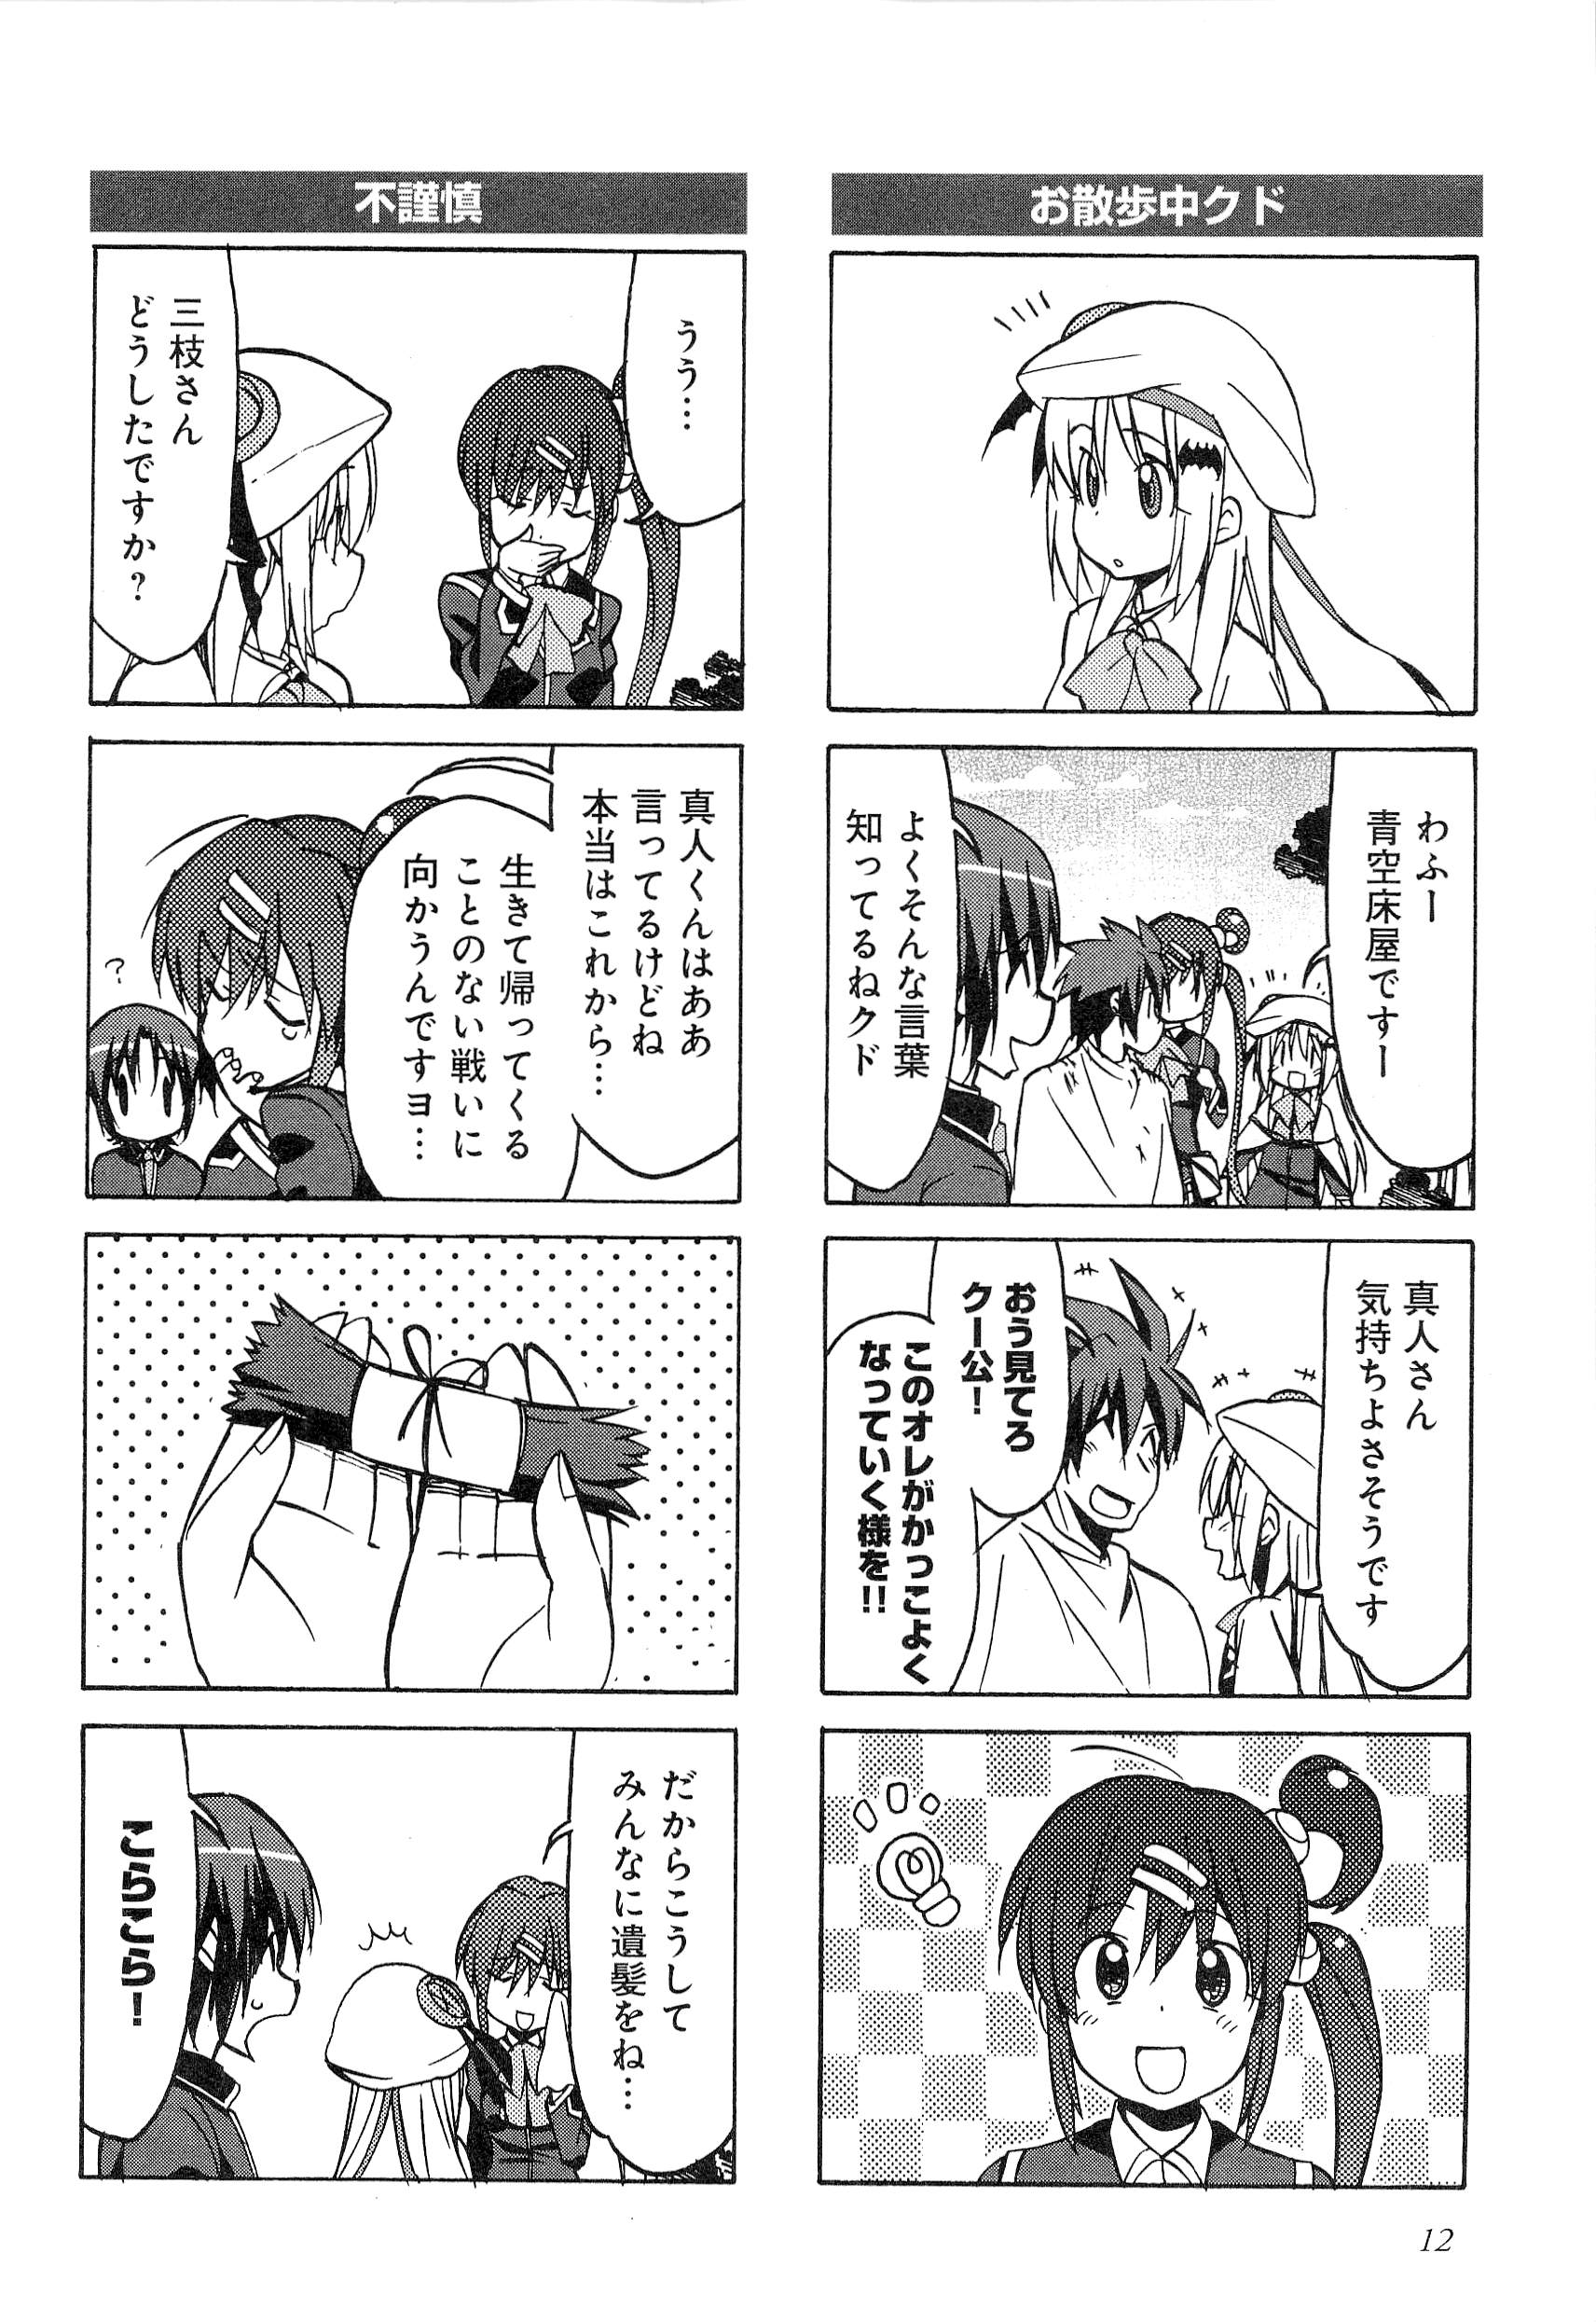 お散歩中クド
わふー
青空床屋ですー
よくそんな言葉
知ってるねクド
真人さん
気持ちよさそうです
おぅ見てろ
クー公!
このオレがかっこよく
なっていく様を!!
不謹慎
うう…
三枝さん
どうしたですか?
真人くんはああ
言ってるけどね
本当はこれから…
生きて帰ってくる
ことのない戦いに
向かうんですヨ…
?
だからこうして
みんなに遺髪をね…
こらこら!
12